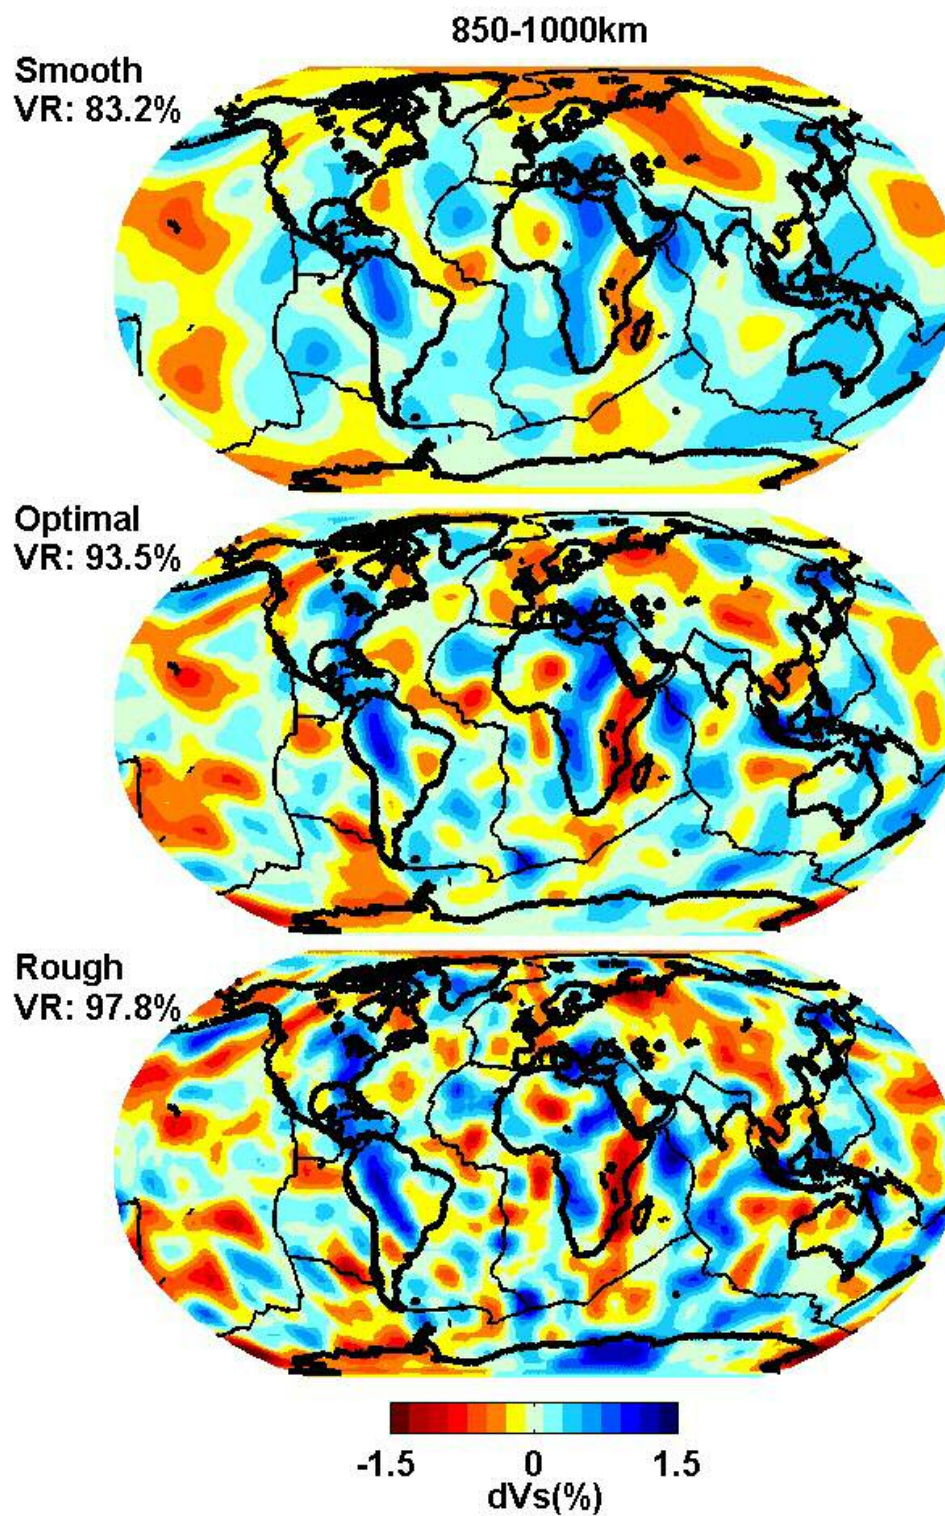 850-1000km
Smooth
VR: 83.2%
Optimal
VR: 93.5%
Rough
VR: 97.8%
-1.5 0 1.5
dVs(%)